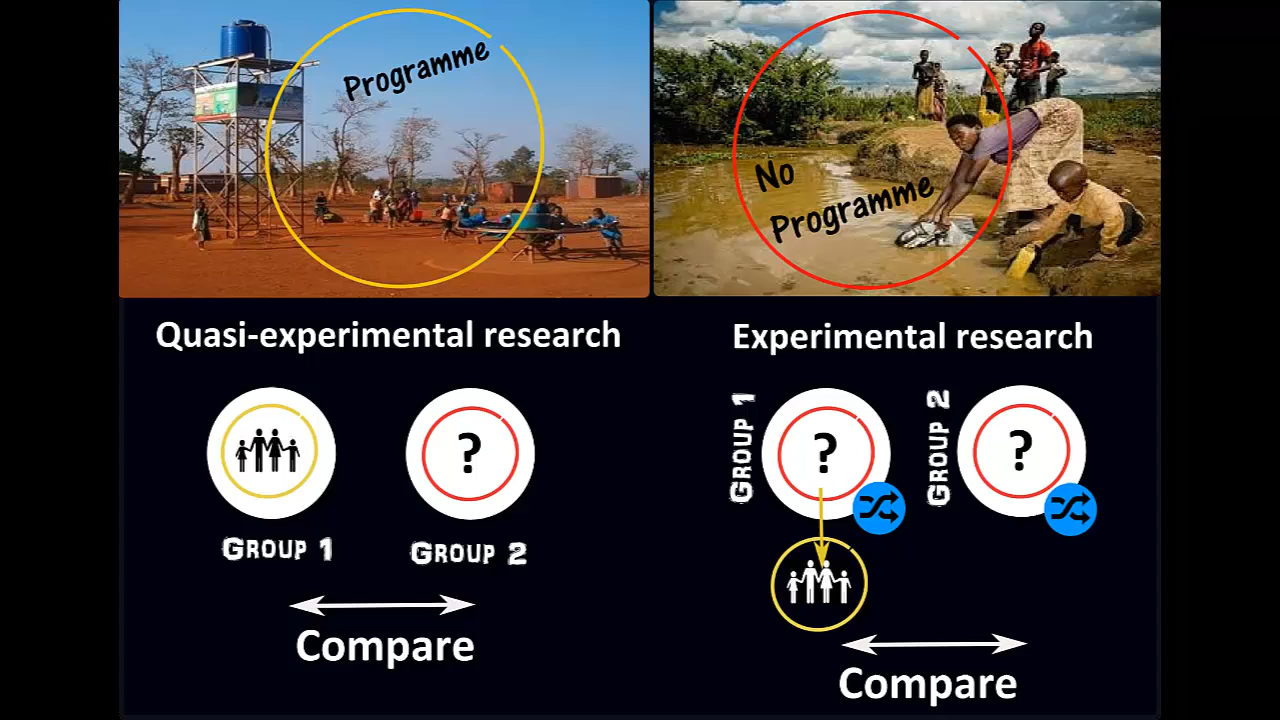 Programme
No
Programme
Quasi-experimental research
Experimental research
?
Group 1
Group 2
Compare
?
Group 1
?
Group 2
Compare